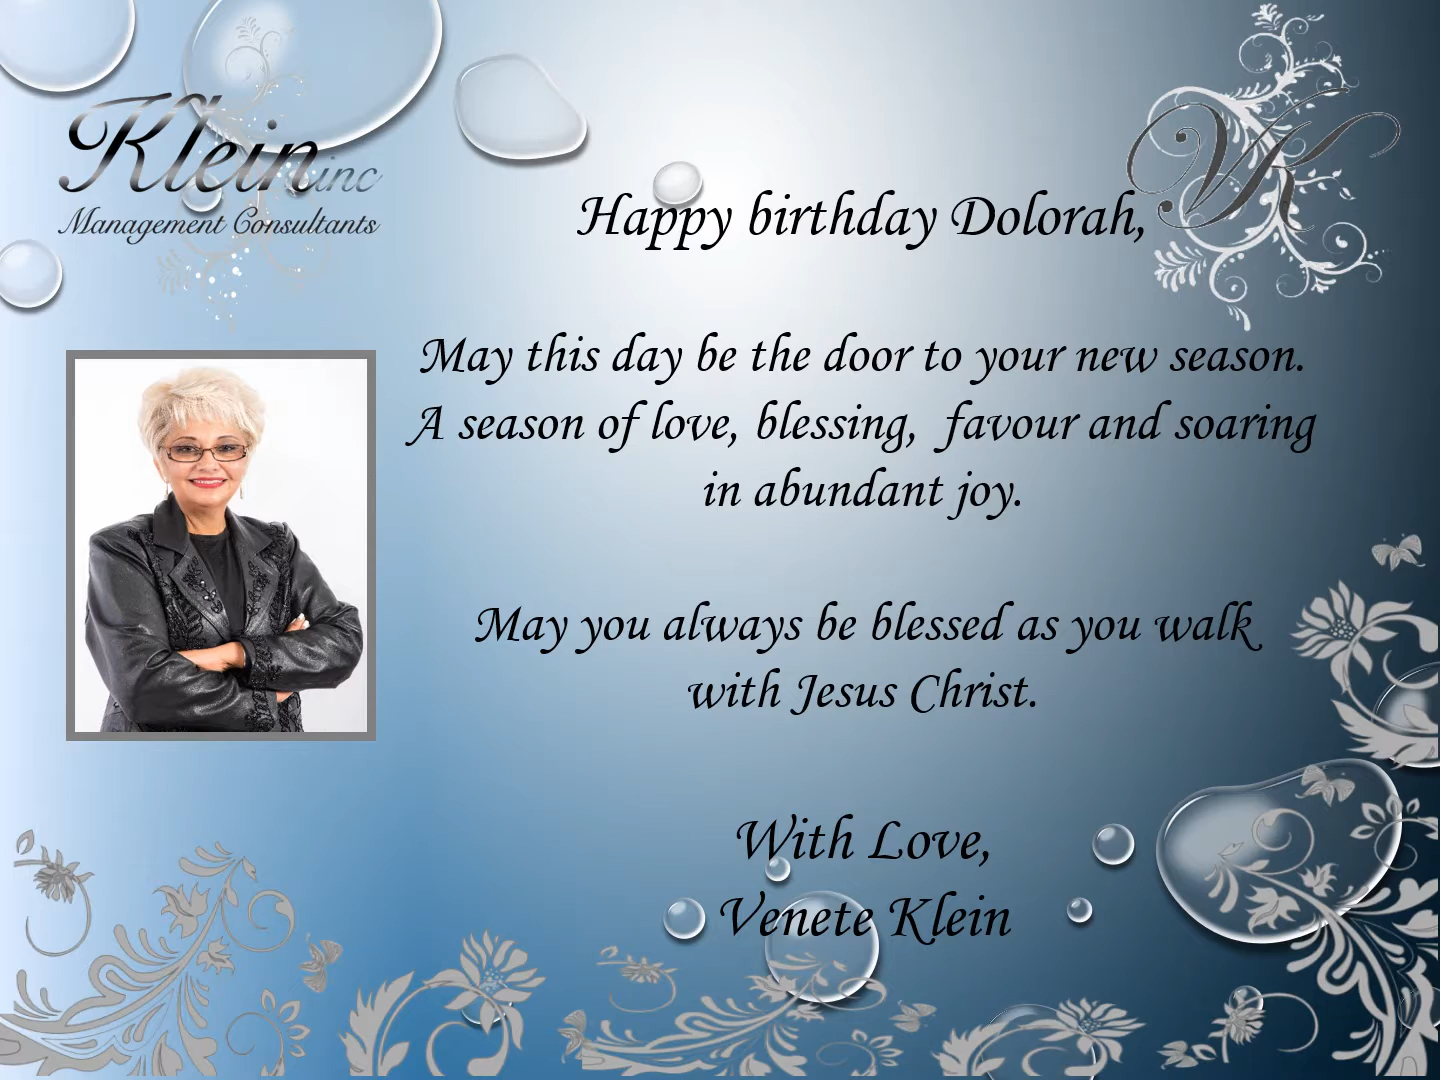 Klein inc
Management Consultants
VK
Happy birthday Dolorah,
May this day be the door to your new season.
A season of love, blessing, favour and soaring
in abundant joy.
May you always be blessed as you walk
with Jesus Christ.
With Love,
Venete Klein